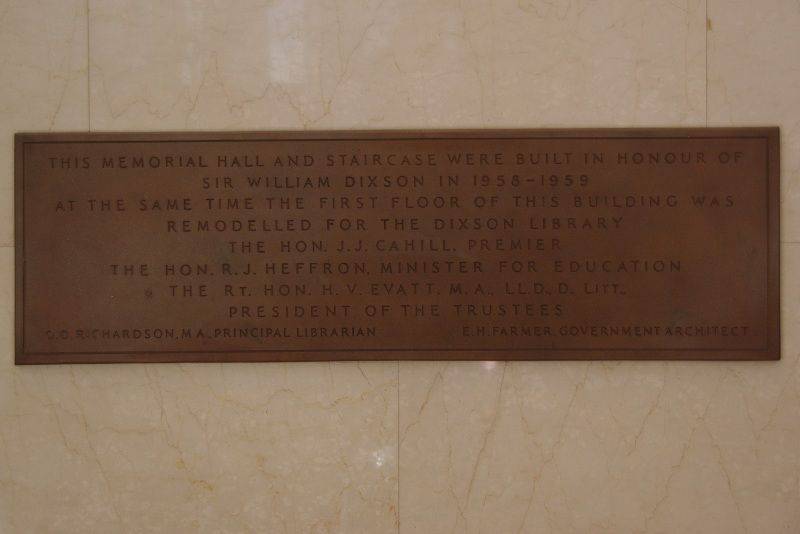 THIS MEMORIAL HALL AND STAIRCASE WERE BUILT IN HONOUR OF
SIR WILLIAM DIXSON IN 1958-1959
AT THE SAME TIME THE FIRST FLOOR OF THIS BUILDING WAS
REMODELLED FOR THE DIXSON LIBRARY
THE HON. J.J. CAHILL, PREMIER
THE HON. R.J. HEFFRON, MINISTER FOR EDUCATION
THE RT. HON. H. V. EVATT, M.A., LL.D., D. LITT.,
PRESIDENT OF THE TRUSTEES
G.D. RICHARDSON, M.A., PRINCIPAL LIBRARIAN E.H. FARMER, GOVERNMENT ARCHITECT